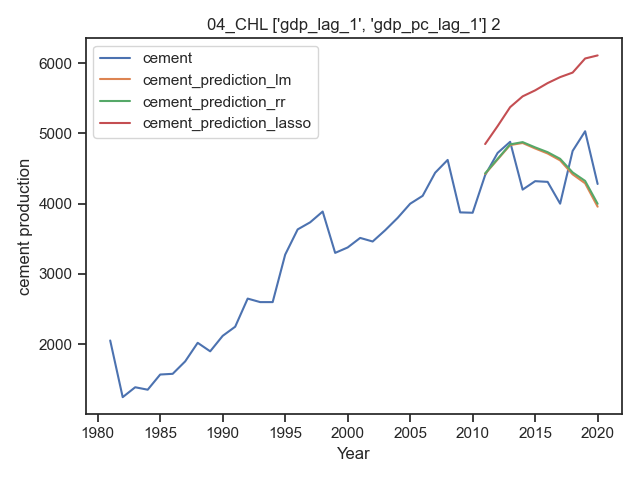 04_CHL ['gdp_lag_1', 'gdp_pc_lag_1'] 2
cement
cement_prediction_lm
cement_prediction_rr
cement_prediction_lasso
cement production
6000
5000
4000
3000
2000
1980 1985 1990 1995 2000 2005 2010 2015 2020
Year